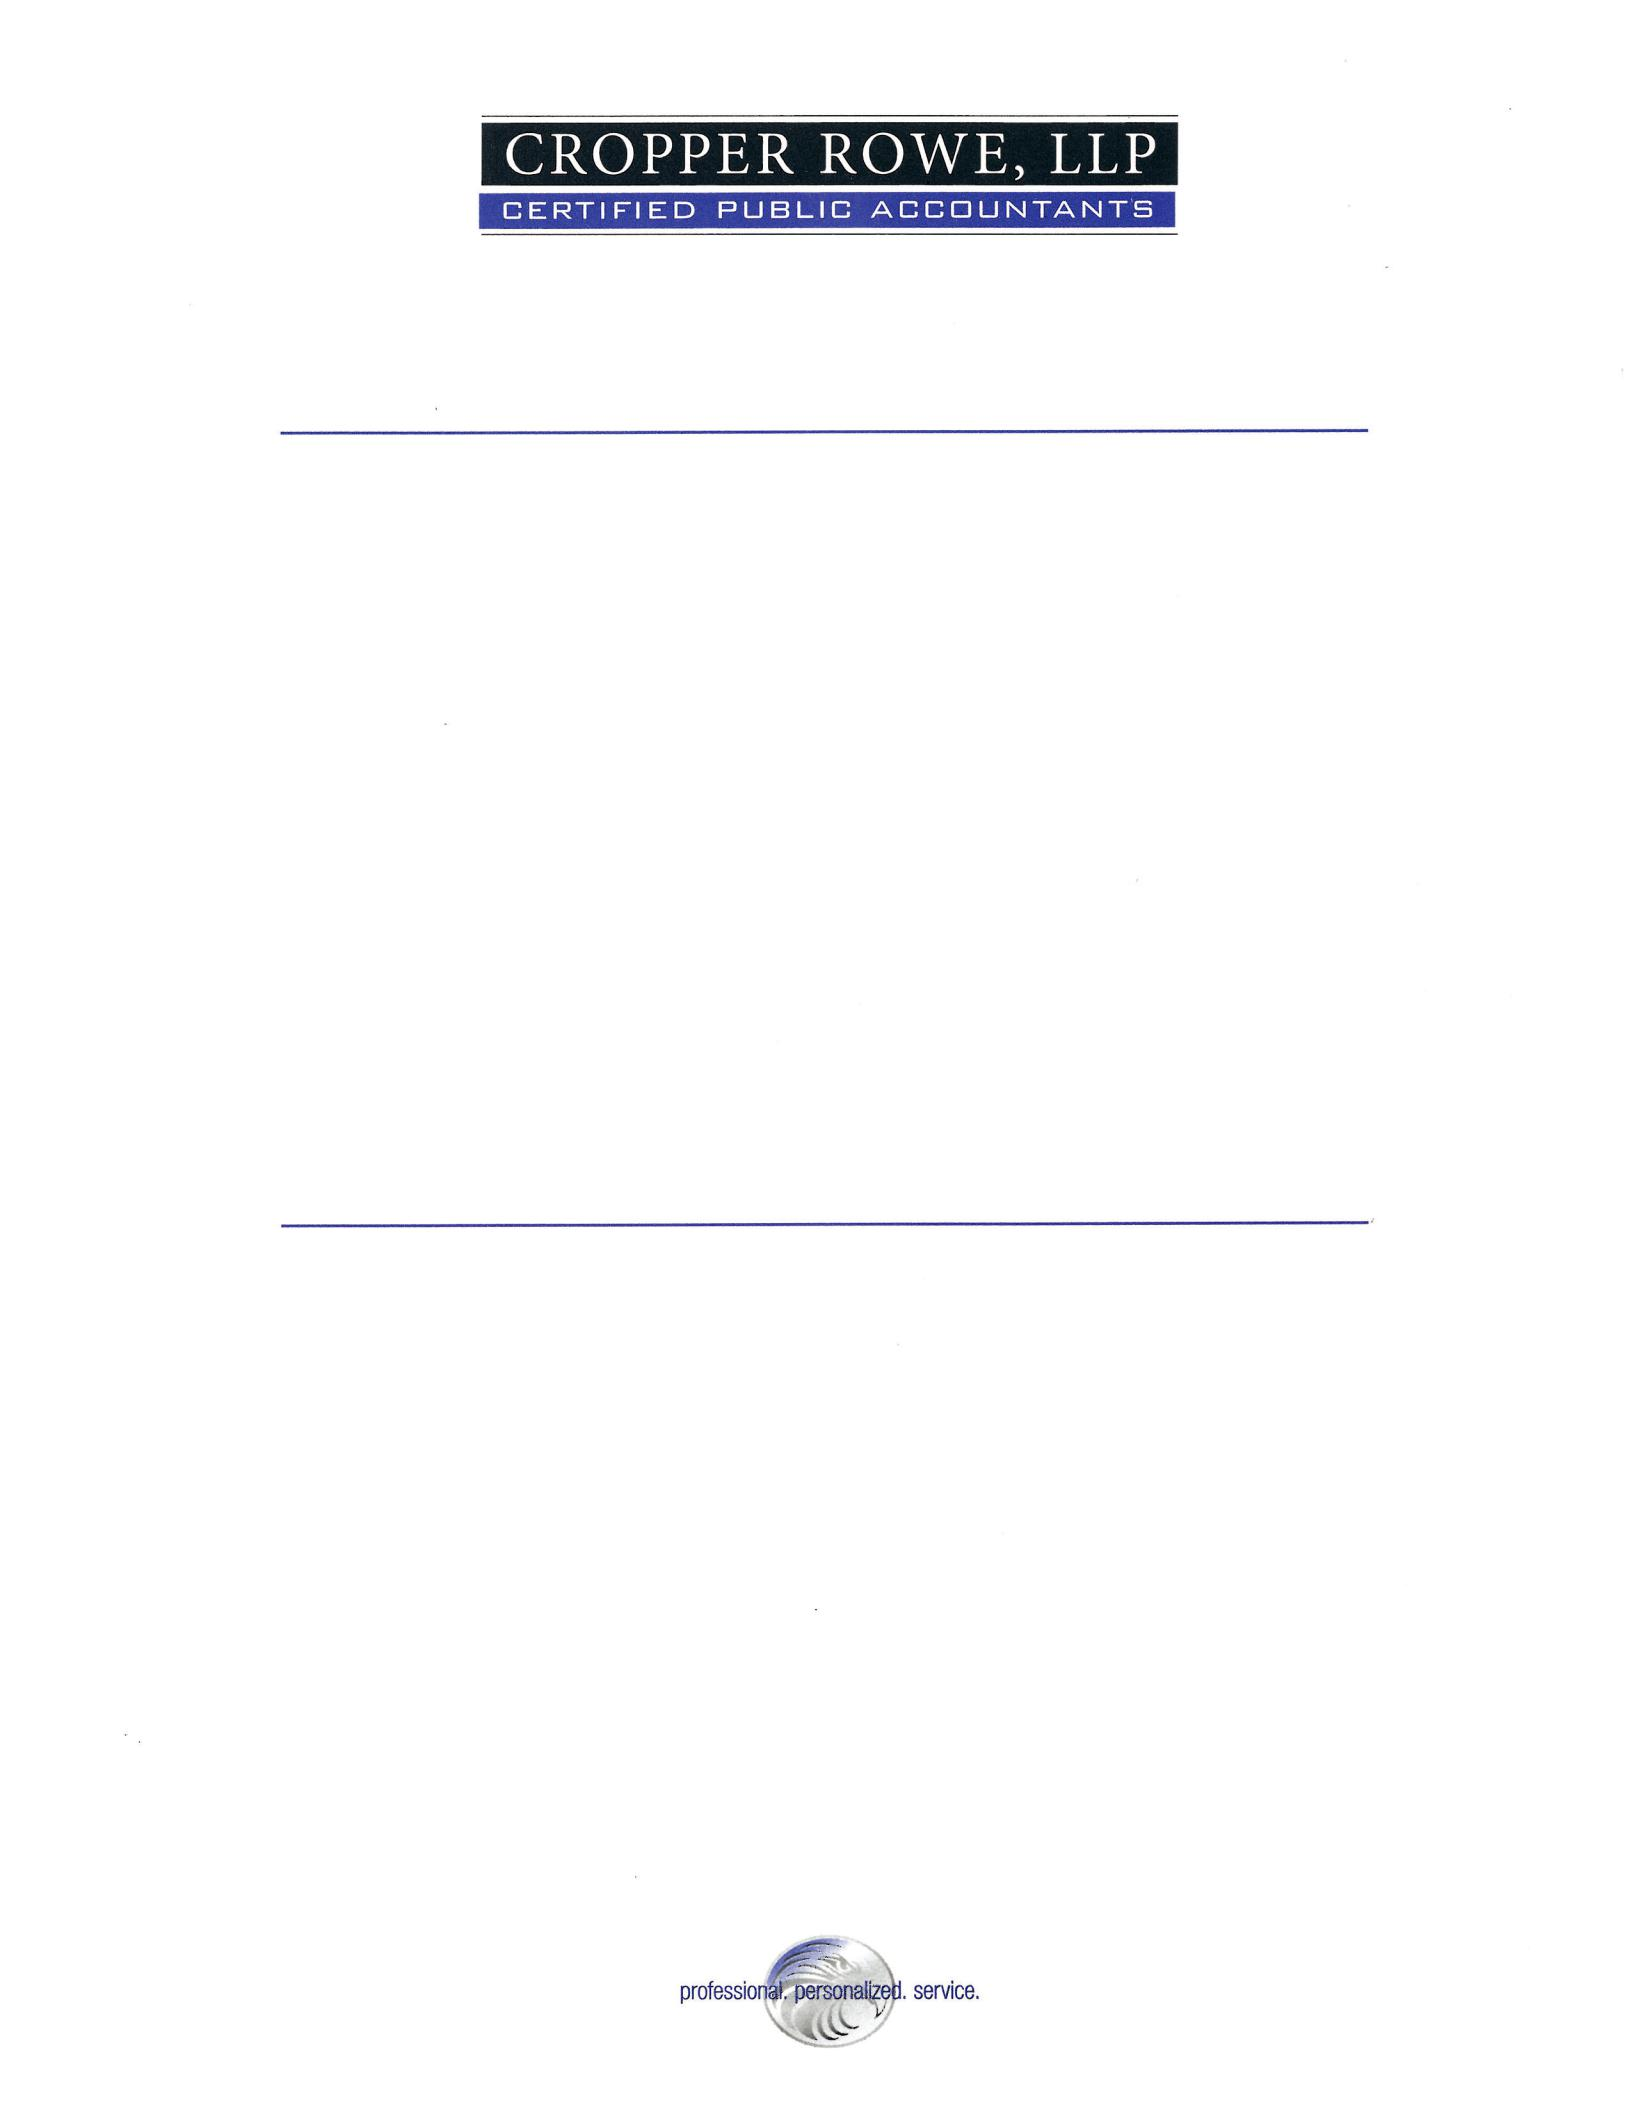 CROPPER ROWE, LLP
CERTIFIED PUBLIC ACCOUNTANTS
professional. personalized. service.